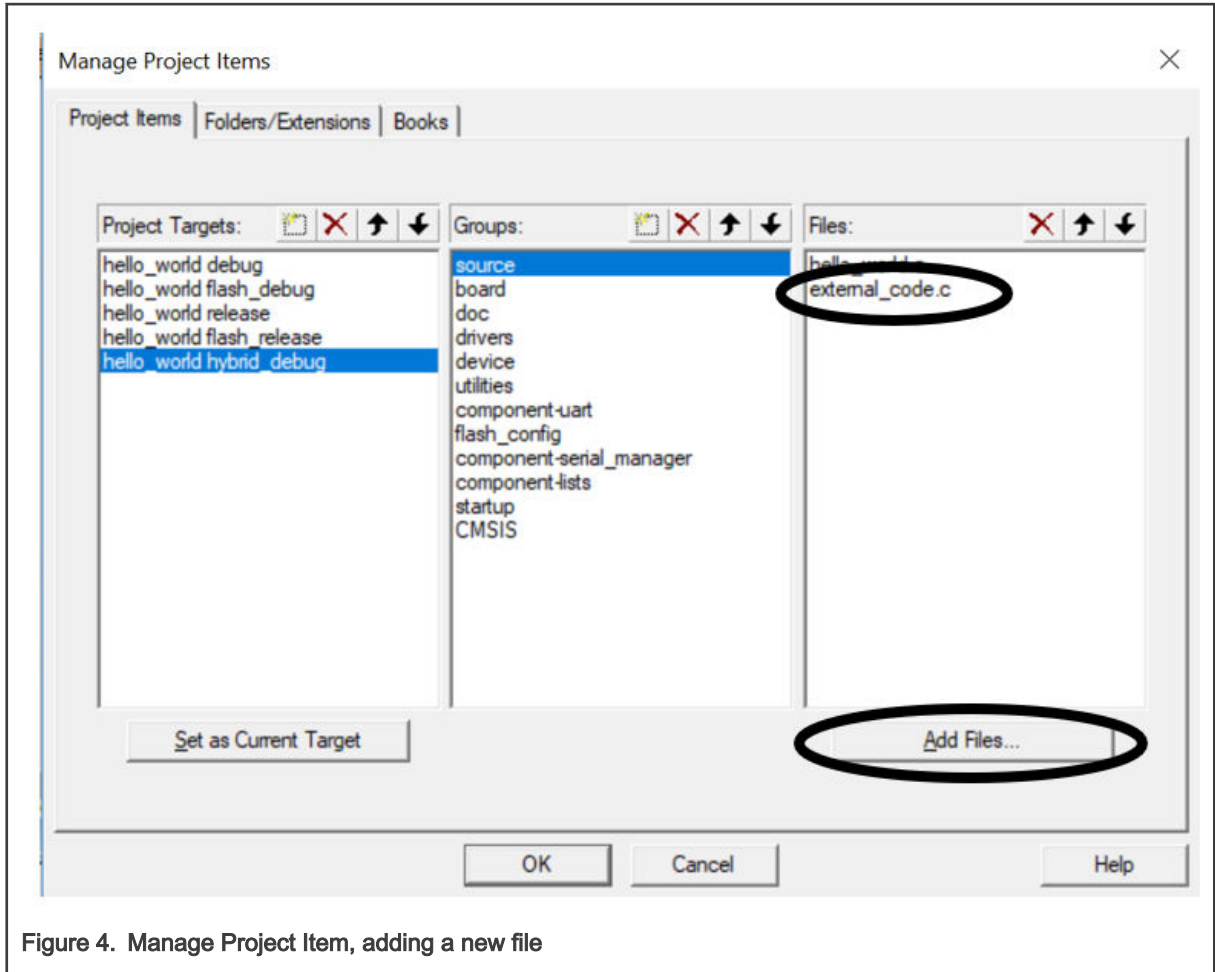 Manage Project Items
Project Items Folders/Extensions Books
Project Targets:
hello_world debug
hello_world flash_debug
hello_world release
hello_world flash_release
hello_world hybrid_debug
Set as Current Target
Groups:
source
board
doc
drivers
device
utilities
component-uart
flash_config
component-serial_manager
component-lists
startup
CMSIS
Files:
external_code.c
Add Files...
OK Cancel Help
Figure 4. Manage Project Item, adding a new file